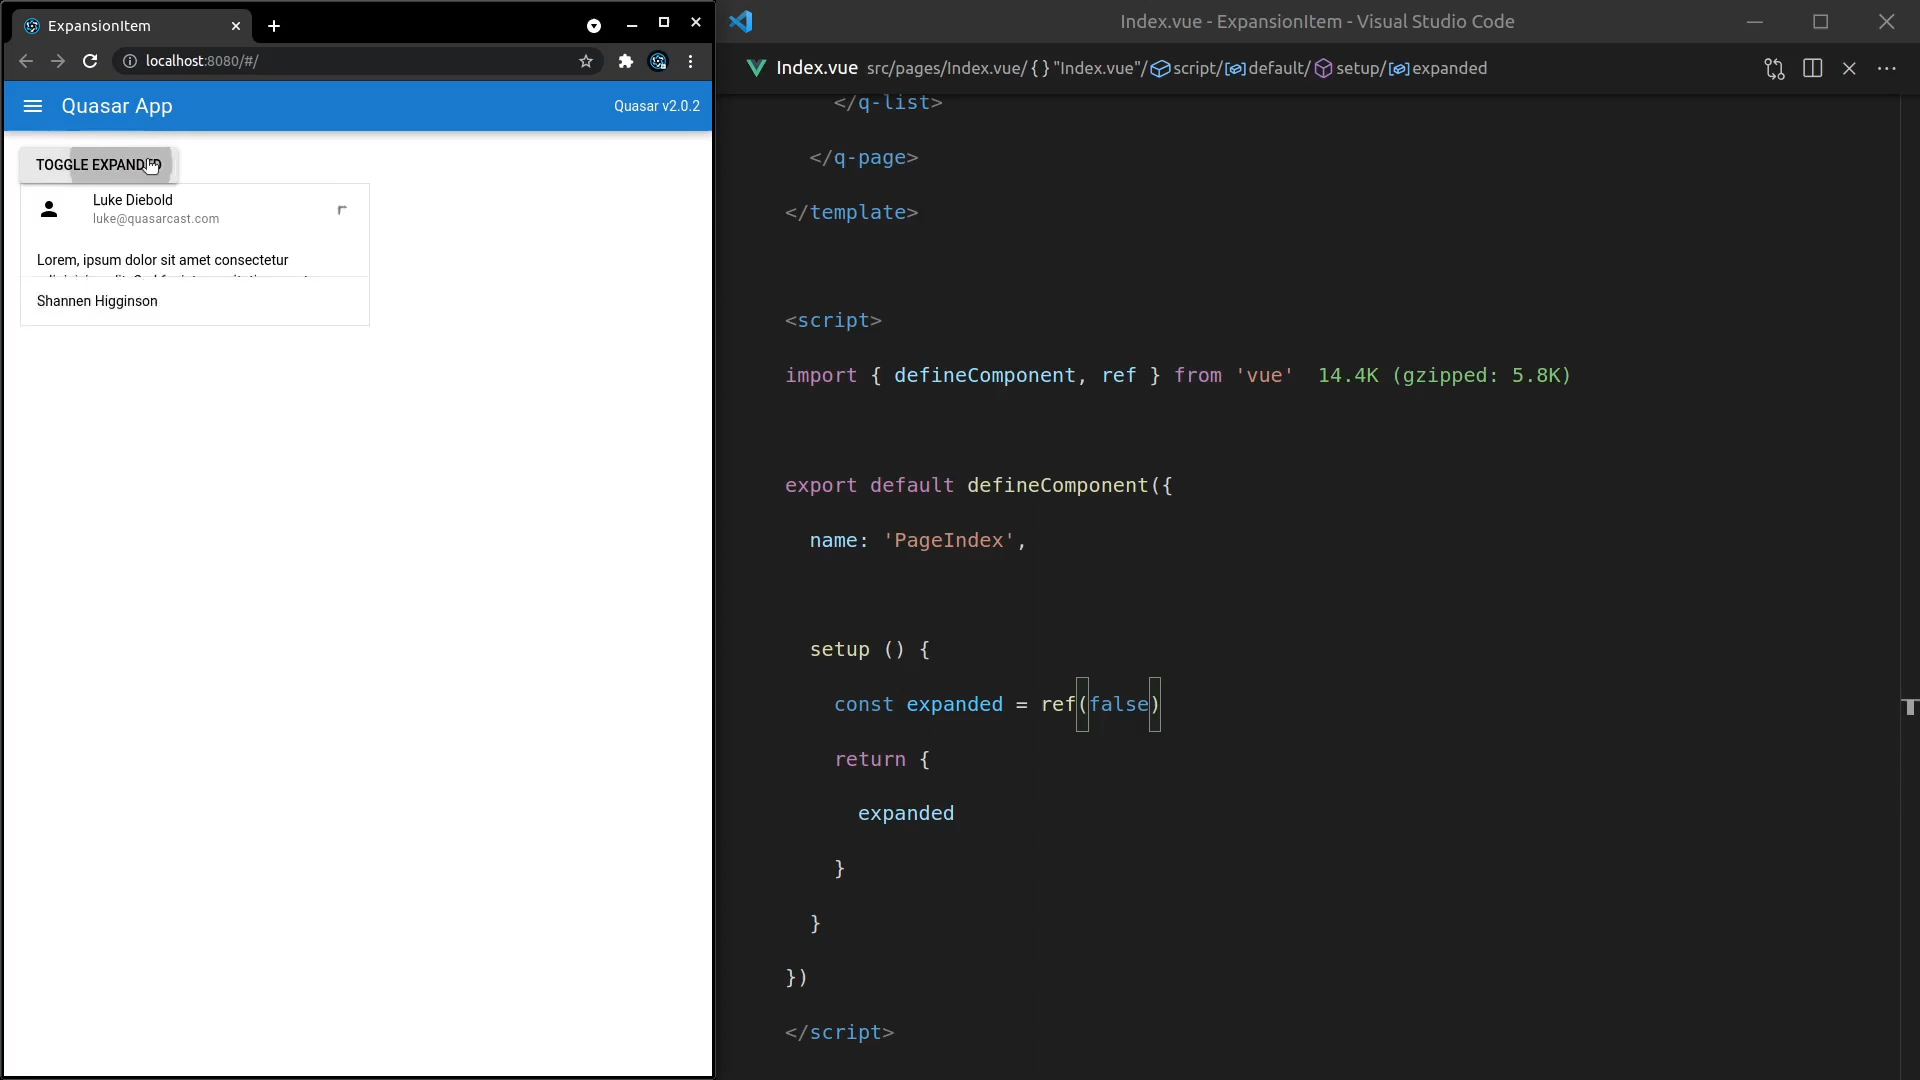 ExpansionItem
localhost:8080/#/
Quasar App
Quasar v2.0.2
TOGGLE EXPANDED
Luke Diebold
luke@quasarcast.com
Lorem, ipsum dolor sit amet consectetur
Shannen Higginson
Index.vue - ExpansionItem - Visual Studio Code
Index.vue src/pages/Index.vue/ {} "Index.vue"/ script/ default/ setup/ expanded
</q-list>
</q-page>
</template>
<script>
import { defineComponent, ref } from 'vue' 14.4K (gzipped: 5.8K)
export default defineComponent({
name: 'PageIndex',
setup () {
const expanded = ref(false)
return {
expanded
}
}
})
</script>